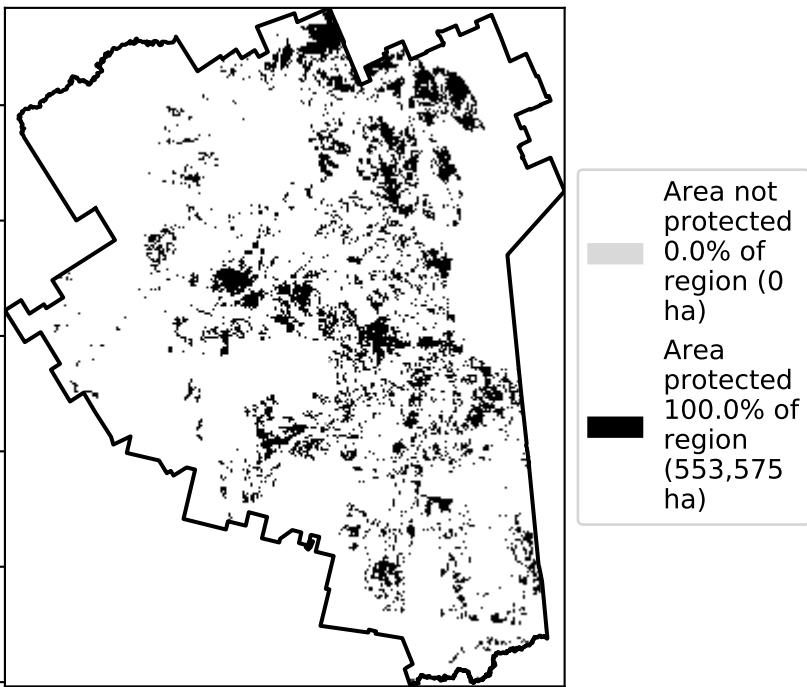 Area not
protected
0.0% of
region (0
ha)
Area
protected
100.0% of
region
(553,575
ha)